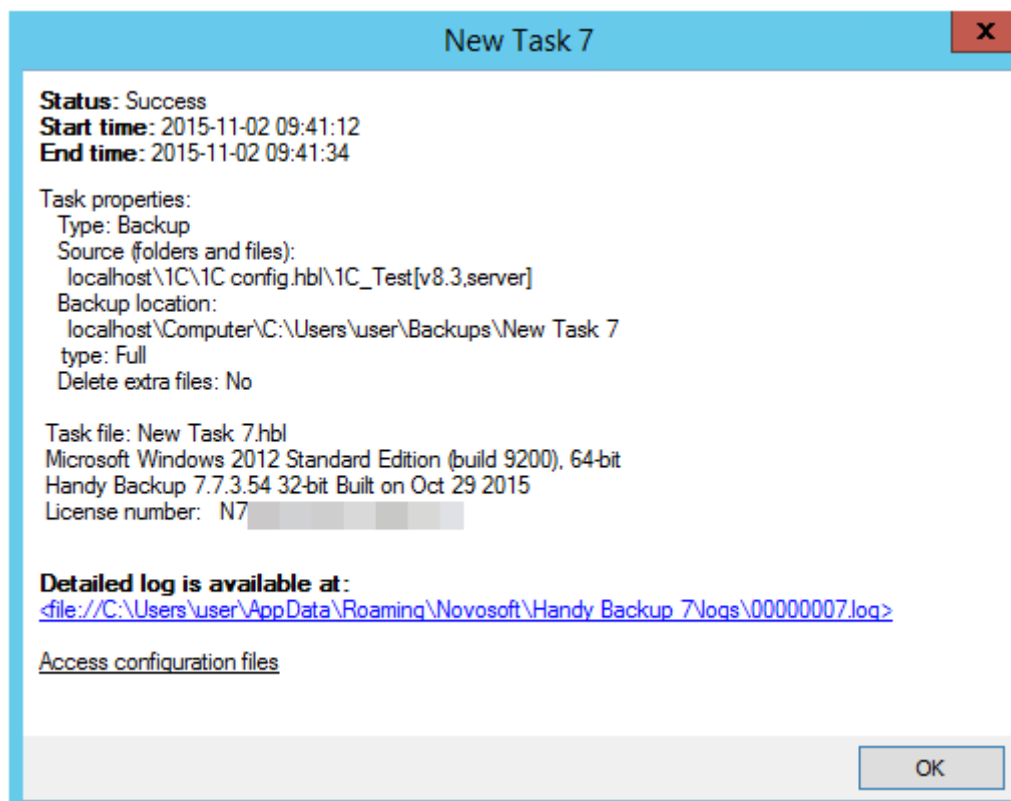 New Task 7
x
Status: Success
Start time: 2015-11-02 09:41:12
End time: 2015-11-02 09:41:34
Task properties:
Type: Backup
Source (folders and files):
localhost\1C\1C config.hbl\1C_Test[v8.3,server]
Backup location:
localhost\Computer\C:\Users\user\Backups\New Task 7
type: Full
Delete extra files: No
Task file: New Task 7.hbl
Microsoft Windows 2012 Standard Edition (build 9200), 64-bit
Handy Backup 7.7.3.54 32-bit Built on Oct 29 2015
License number: N7
Detailed log is available at:
<file://C:\Users\user\AppData\Roaming\Novosoft\Handy Backup 7\logs\00000007.log>
Access configuration files
OK